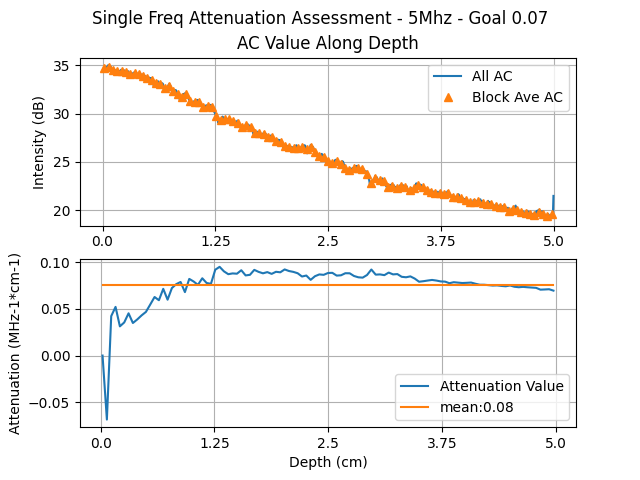 Single Freq Attenuation Assessment - 5Mhz - Goal 0.07
AC Value Along Depth
Intensity (dB)
35
30
25
20
All AC
Block Ave AC
0.0 1.25 2.5 3.75 5.0
Attenuation (MHz-1*cm-1)
0.10
0.05
0.00
−0.05
Attenuation Value
mean:0.08
0.0 1.25 2.5 3.75 5.0
Depth (cm)